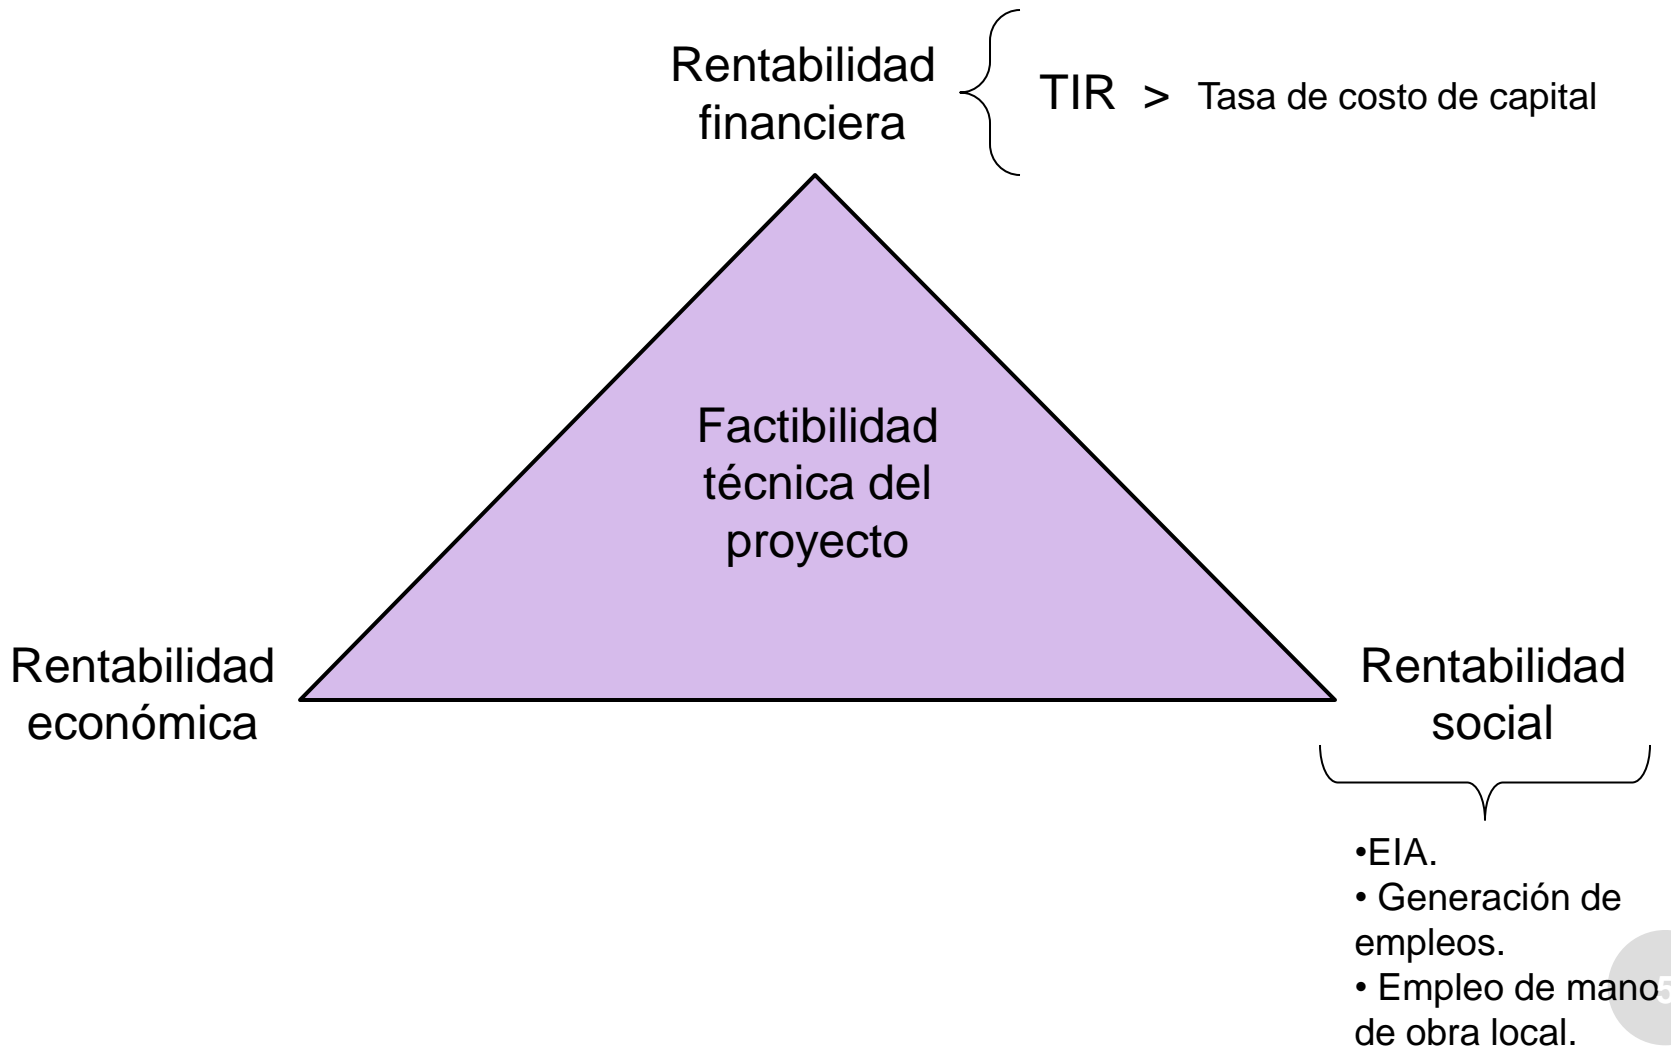 Rentabilidad
financiera
TIR > Tasa de costo de capital
Factibilidad
técnica del
proyecto
Rentabilidad
económica
Rentabilidad
social
•EIA.
• Generación de
empleos.
• Empleo de mano
de obra local.
5